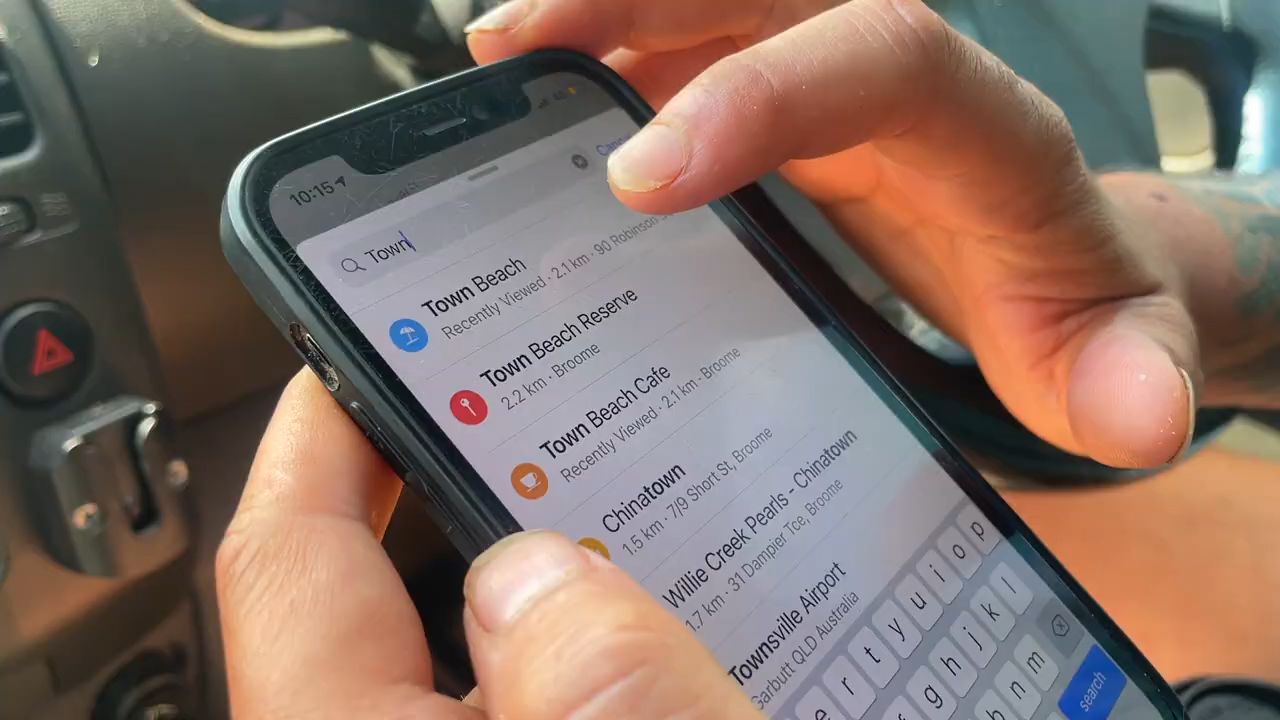 10:15
4G
Town
Town Beach
Recently Viewed · 2.1 km · 90 Robinson
Town Beach Reserve
2.2 km · Broome
Town Beach Cafe
Recently Viewed · 2.1 km · Broome
Chinatown
1.5 km · 7/9 Short St, Broome
Willie Creek Pearls - Chinatown
1.7 km · 31 Dampier Tce, Broome
Townsville Airport
Garbutt QLD Australia
e r t y u i o p
f g h j k l
b n m
search